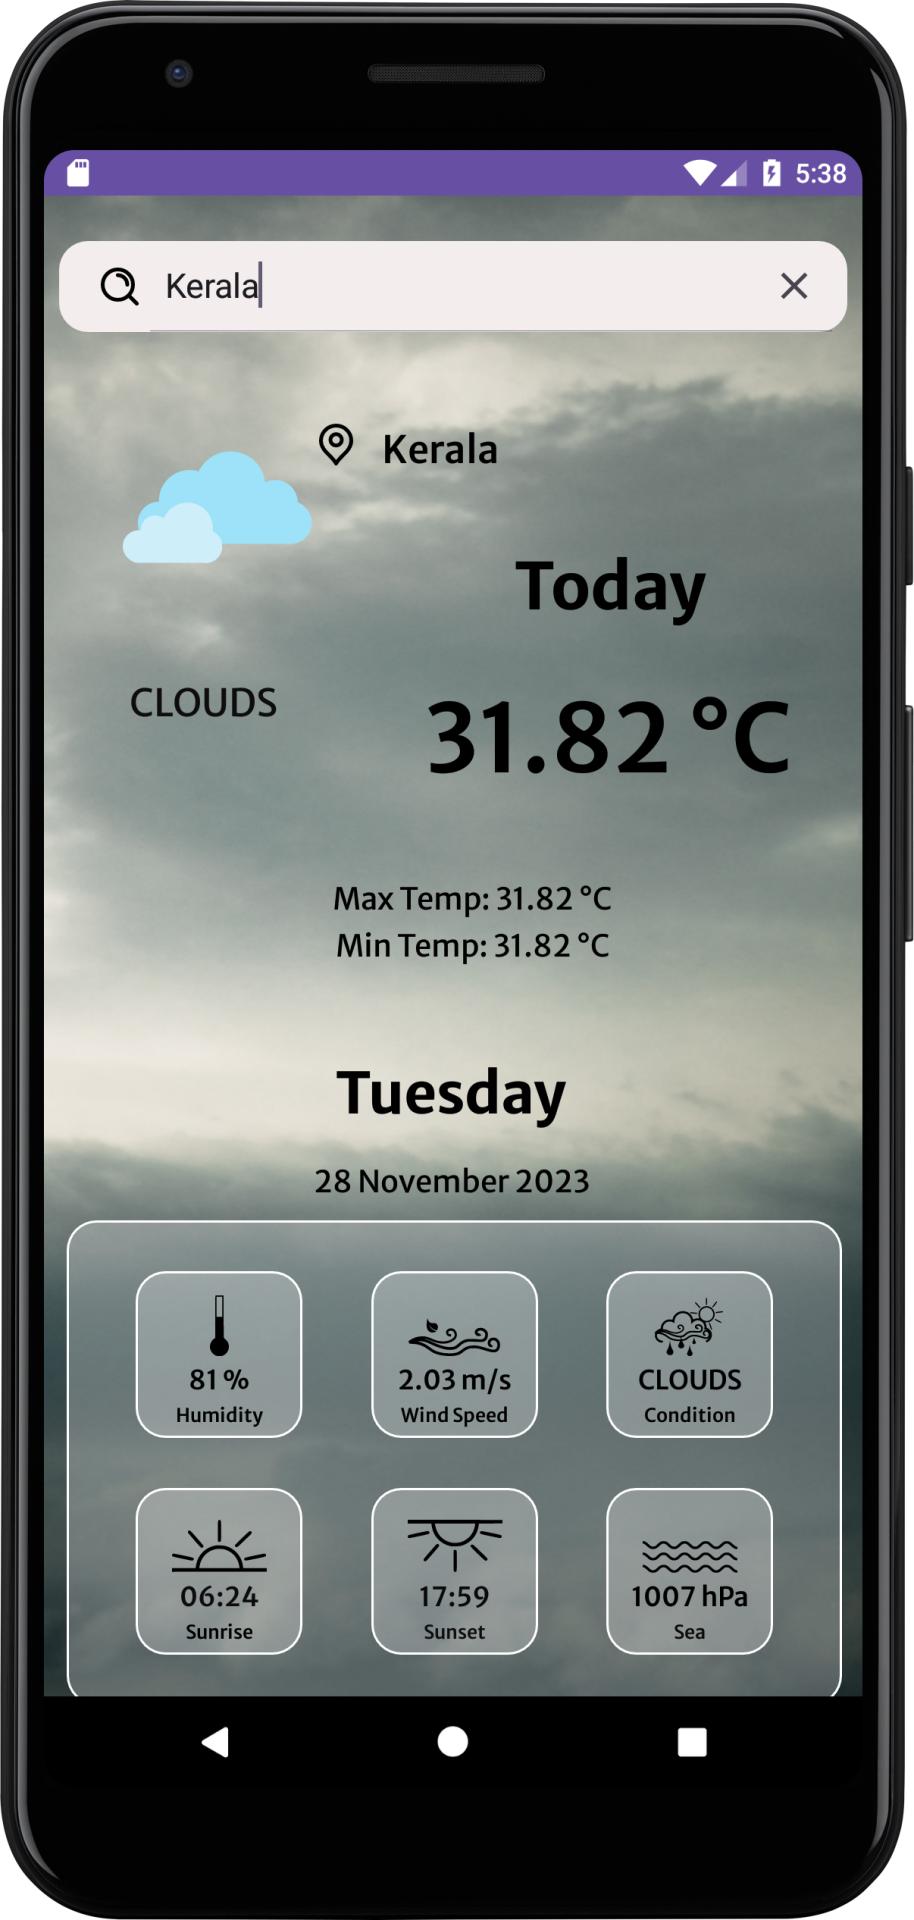 5:38
Kerala
Kerala
Today
CLOUDS
31.82 °C
Max Temp: 31.82 °C
Min Temp: 31.82 °C
Tuesday
28 November 2023
81 %
Humidity
2.03 m/s
Wind Speed
CLOUDS
Condition
06:24
Sunrise
17:59
Sunset
1007 hPa
Sea